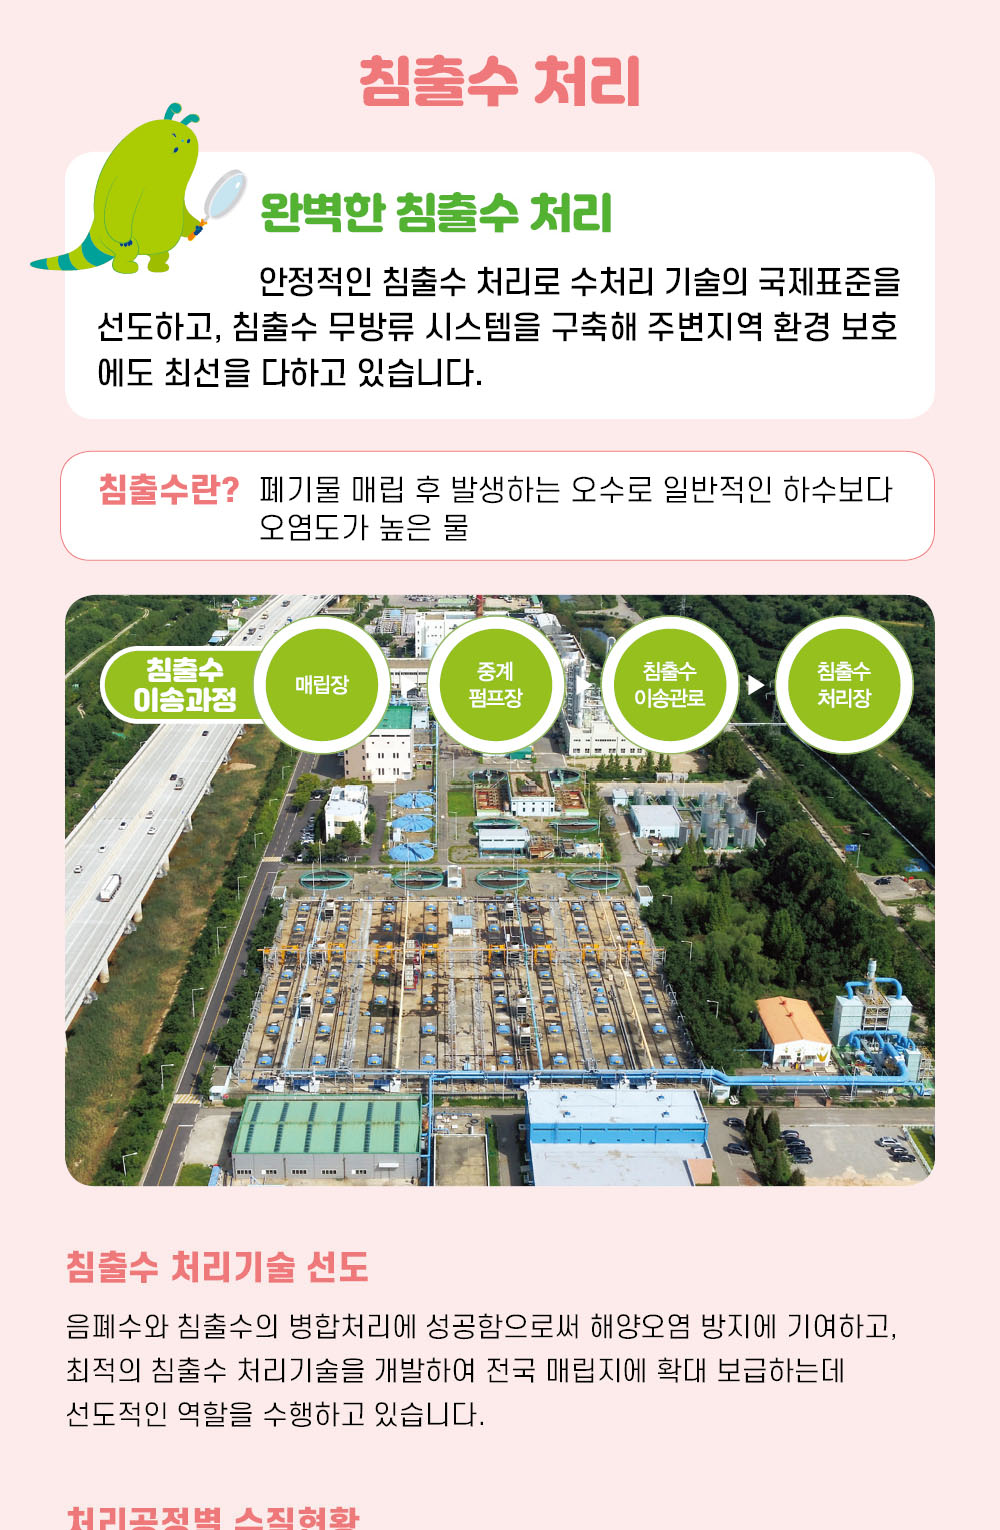 침출수 처리
완벽한 침출수 처리
안정적인 침출수 처리로 수처리 기술의 국제표준을
선도하고, 침출수 무방류 시스템을 구축해 주변지역 환경 보호
에도 최선을 다하고 있습니다.
침출수란? 폐기물 매립 후 발생하는 오수로 일반적인 하수보다
오염도가 높은 물
침출수
이송과정
매립장
중계
펌프장
침출수
이송관로
침출수
처리장
침출수 처리기술 선도
음폐수와 침출수의 병합처리에 성공함으로써 해양오염 방지에 기여하고,
최적의 침출수 처리기술을 개발하여 전국 매립지에 확대 보급하는데
선도적인 역할을 수행하고 있습니다.
처리공정별 수질현황